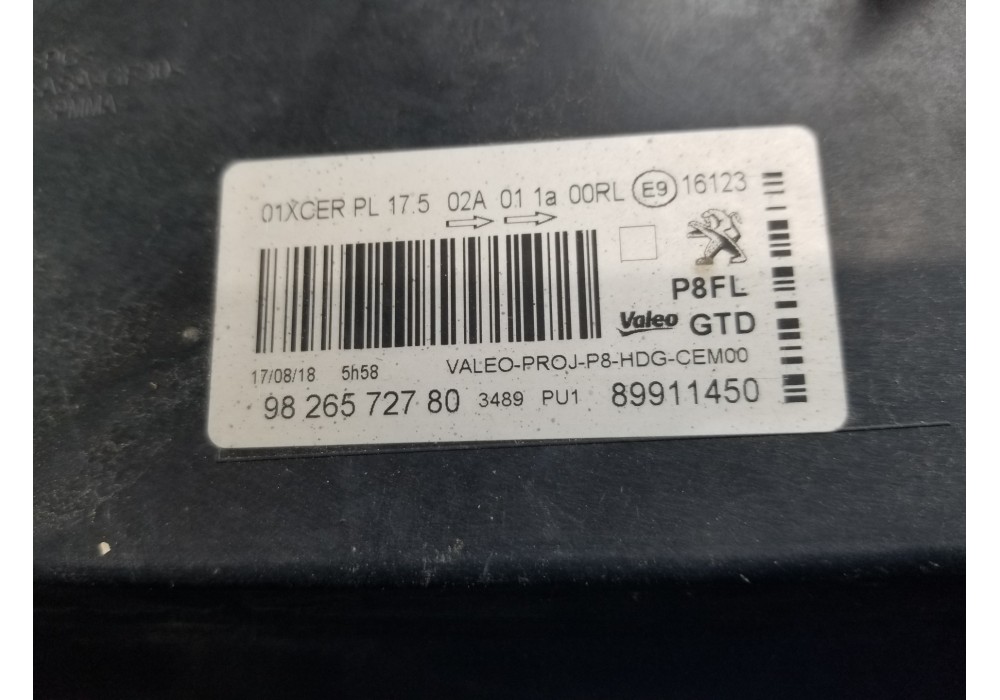 01XCER PL 17.5 02A 01 1a 00RL E9 16123
P8FL
Valeo GTD
17/08/18 5h58 VALEO-PROJ-P8-HDG-CEM00
98 265 727 80 3489 PU1 89911450